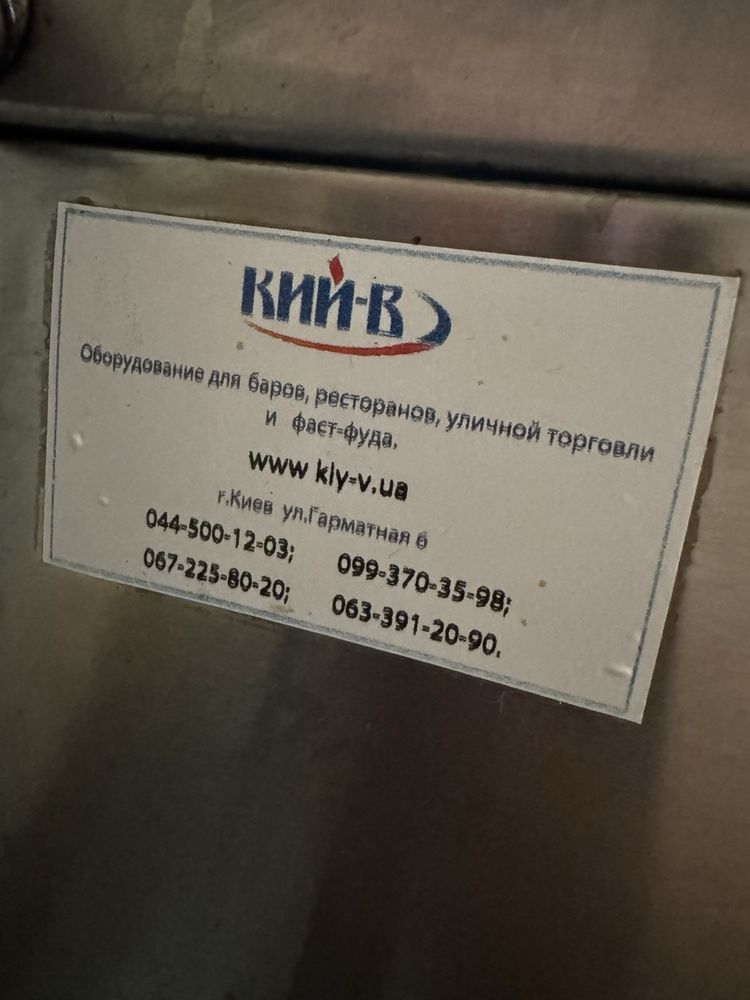 КИЙ-В
Оборудование для баров, ресторанов, уличной торговли
и фаст-фуда.
www kiy-v.ua
г.Киев ул.Гарматная 6
044-500-12-03; 099-370-35-98;
067-225-80-20; 063-391-20-90.